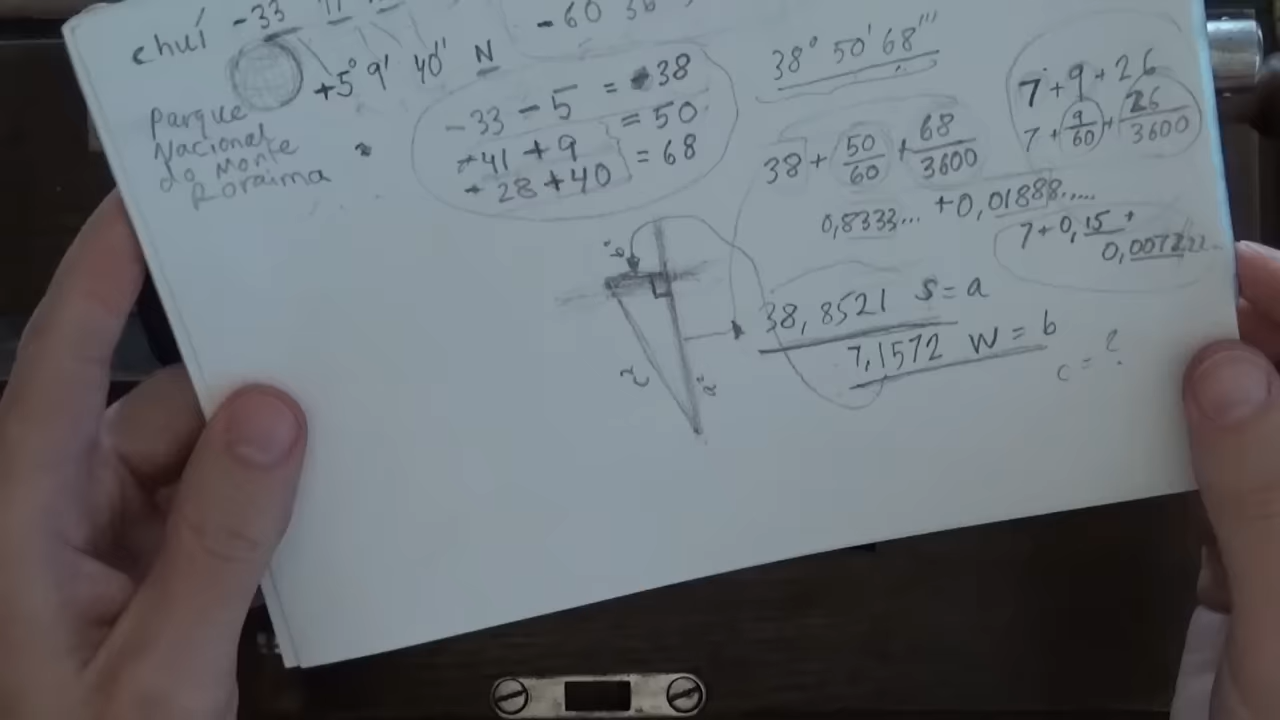 chuí -33
+5° 9' 40" N
Parque
Nacional
do Monte
Roraima
-33 - 5 = 38
-41 + 9 = 50
- 28 + 40 = 68
38° 50' 68'''
38 + 50/60 + 68/3600
0,8333... + 0,01888.....
7 + 9 + 26
7 + 9/60 + 26/3600
7 + 0,15 +
0,007222...
38,8521 S = a
7,1572 W = b
c = ?